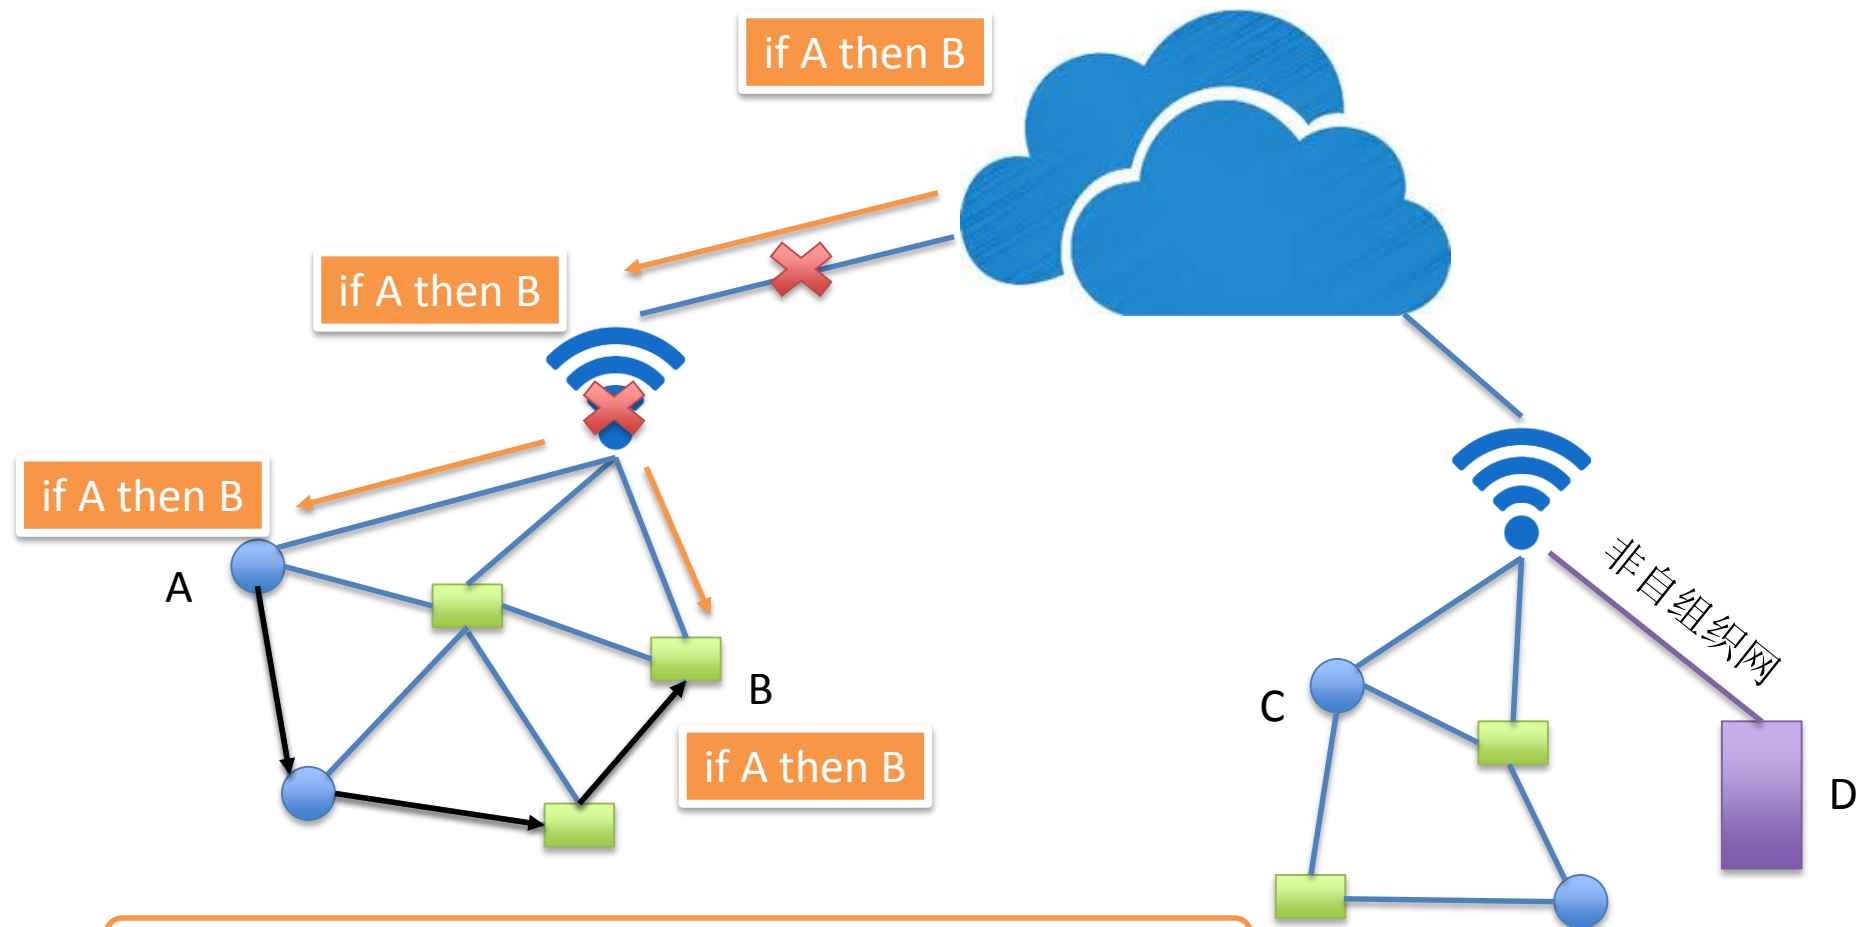 if A then B
if A then B
if A then B
A
B
if A then B
非自组织网
C
D